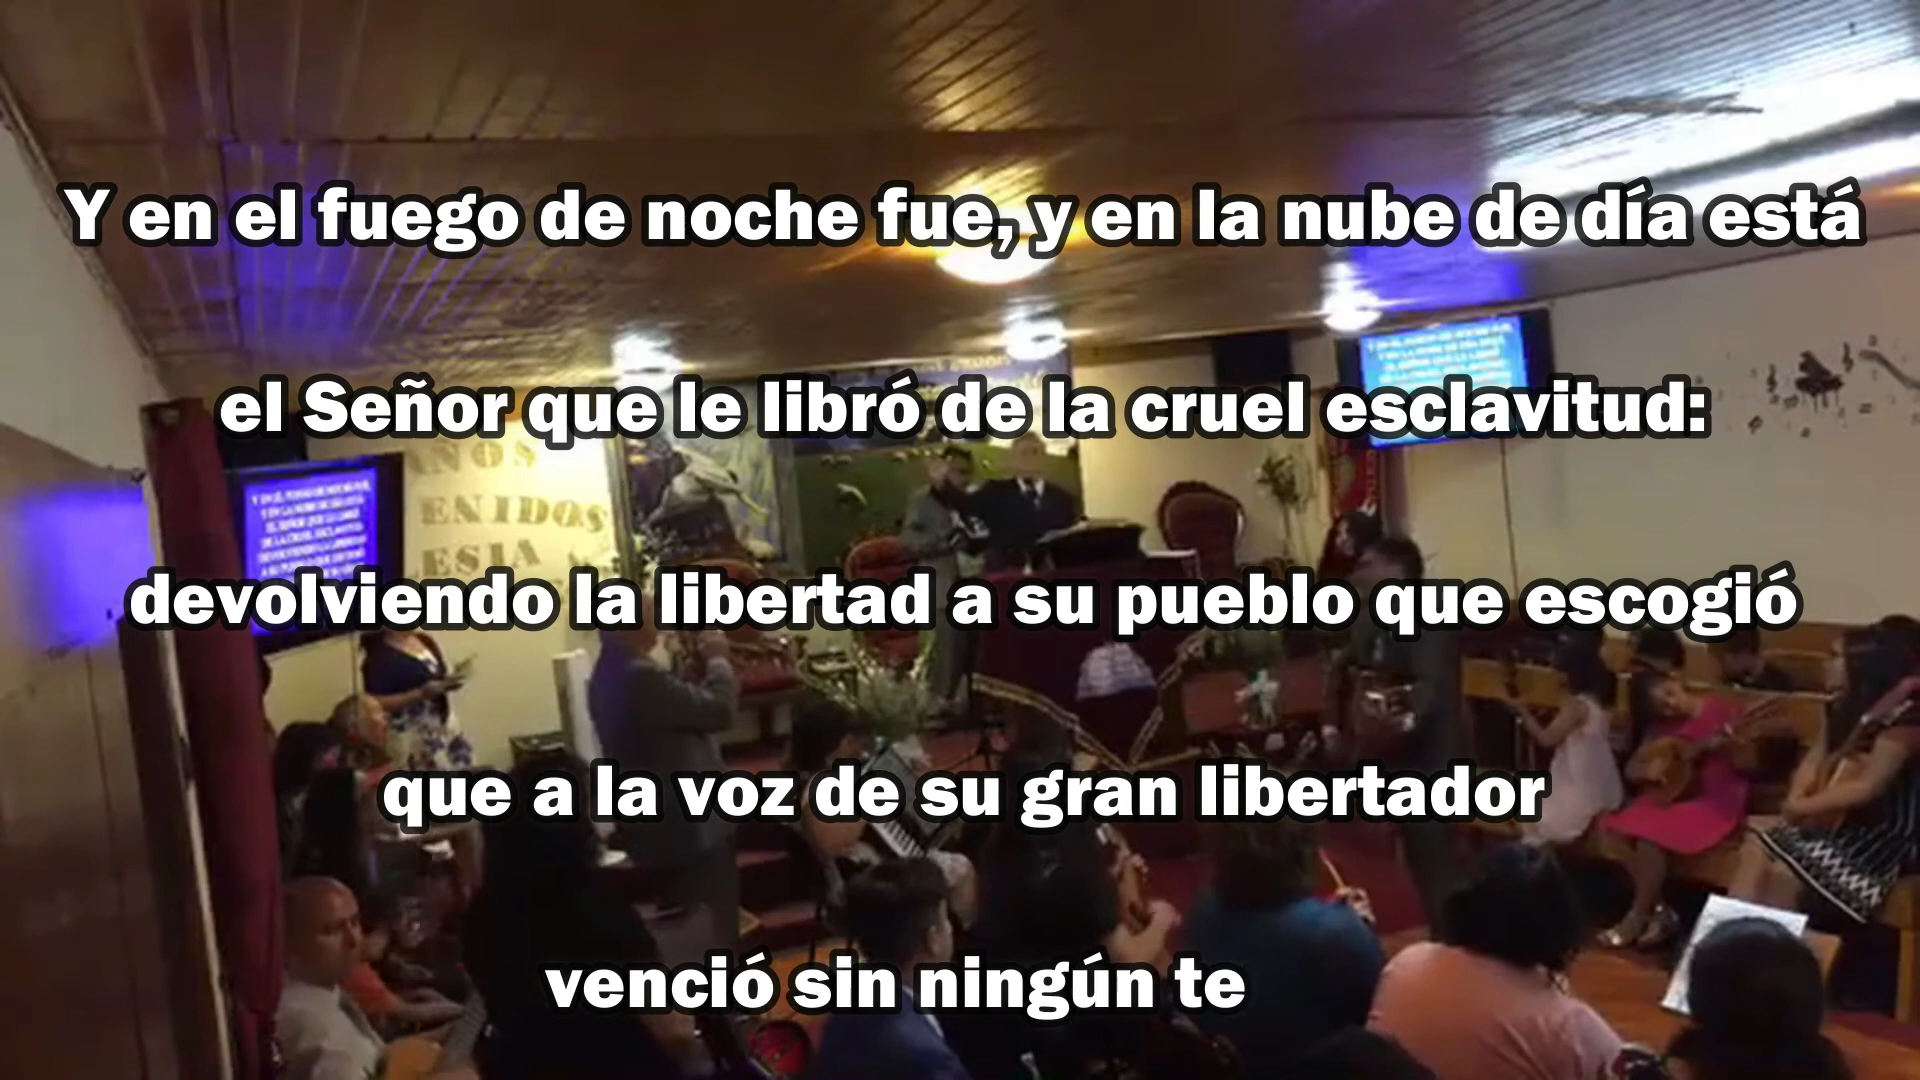 Y en el fuego de noche fue, y en la nube de día está
el Señor que le libró de la cruel esclavitud:
devolviendo la libertad a su pueblo que escogió
que a la voz de su gran libertador
venció sin ningún te
ENIDOS
ESIA